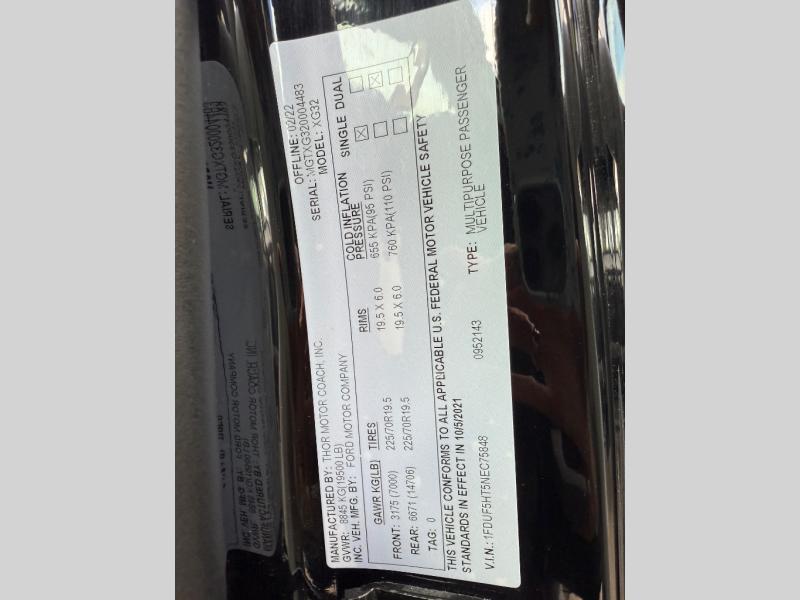 MANUFACTURED BY: THOR MOTOR COACH, INC. OFFLINE: 02/22
GVWR: 8845 KG(19500LB) SERIAL: MGTXG320004483
INC. VEH. MFG. BY: FORD MOTOR COMPANY MODEL: XG32
GAWR KG(LB) TIRES RIMS COLD INFLATION PRESSURE SINGLE DUAL
FRONT: 3175 (7000) 225/70R19.5 19.5 X 6.0 655 KPA(95 PSI)
REAR: 6671 (14706) 225/70R19.5 19.5 X 6.0 760 KPA(110 PSI)
TAG: 0
THIS VEHICLE CONFORMS TO ALL APPLICABLE U.S. FEDERAL MOTOR VEHICLE SAFETY
STANDARDS IN EFFECT IN 10/5/2021
V.I.N.: 1FDUF5HT5NEC75848 0952143 TYPE: MULTIPURPOSE PASSENGER
VEHICLE